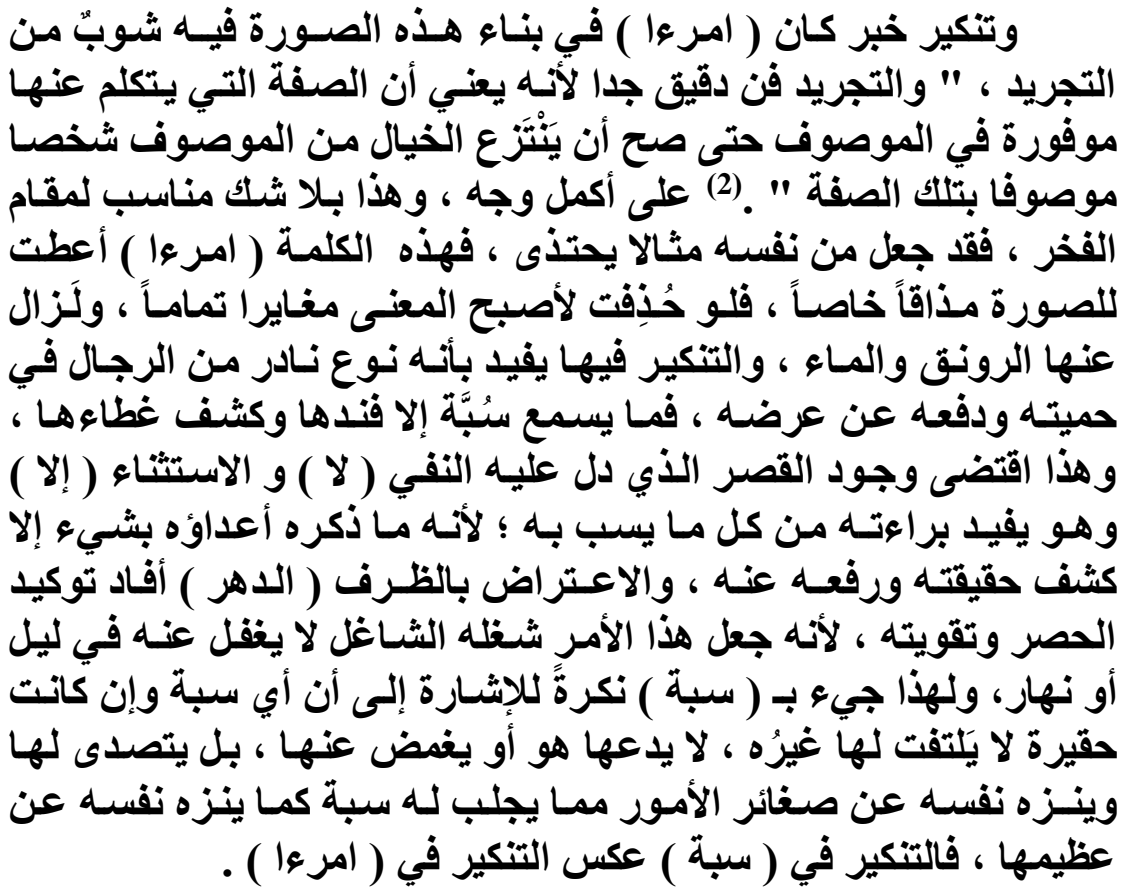 وتنكير خبر كان ( امرءا ) في بناء هذه الصورة فيه شوبٌ من
التجريد ، " والتجريد فن دقيق جدا لأنه يعني أن الصفة التي يتكلم عنها
موفورة في الموصوف حتى صح أن يَنْتَزع الخيال من الموصوف شخصا
موصوفا بتلك الصفة " .(2) على أكمل وجه ، وهذا بلا شك مناسب لمقام
الفخر ، فقد جعل من نفسه مثالا يحتذى ، فهذه الكلمة ( امرءا ) أعطت
للصورة مذاقاً خاصاً ، فلو حُذِفت لأصبح المعنى مغايرا تماماً ، ولَزال
عنها الرونق والماء ، والتنكير فيها يفيد بأنه نوع نادر من الرجال في
حميته ودفعه عن عرضه ، فما يسمع سُبَّة إلا فندها وكشف غطاءها ،
وهذا اقتضى وجود القصر الذي دل عليه النفي ( لا ) و الاستثناء ( إلا )
وهو يفيد براءته من كل ما يسب به ؛ لأنه ما ذكره أعداؤه بشيء إلا
كشف حقيقته ورفعه عنه ، والاعتراض بالظرف ( الدهر ) أفاد توكيد
الحصر وتقويته ، لأنه جعل هذا الأمر شغله الشاغل لا يغفل عنه في ليل
أو نهار، ولهذا جيء بـ ( سبة ) نكرةً للإشارة إلى أن أي سبة وإن كانت
حقيرة لا يَلتفت لها غيرُه ، لا يدعها هو أو يغمض عنها ، بل يتصدى لها
وينزه نفسه عن صغائر الأمور مما يجلب له سبة كما ينزه نفسه عن
عظيمها ، فالتنكير في ( سبة ) عكس التنكير في ( امرءا ) .